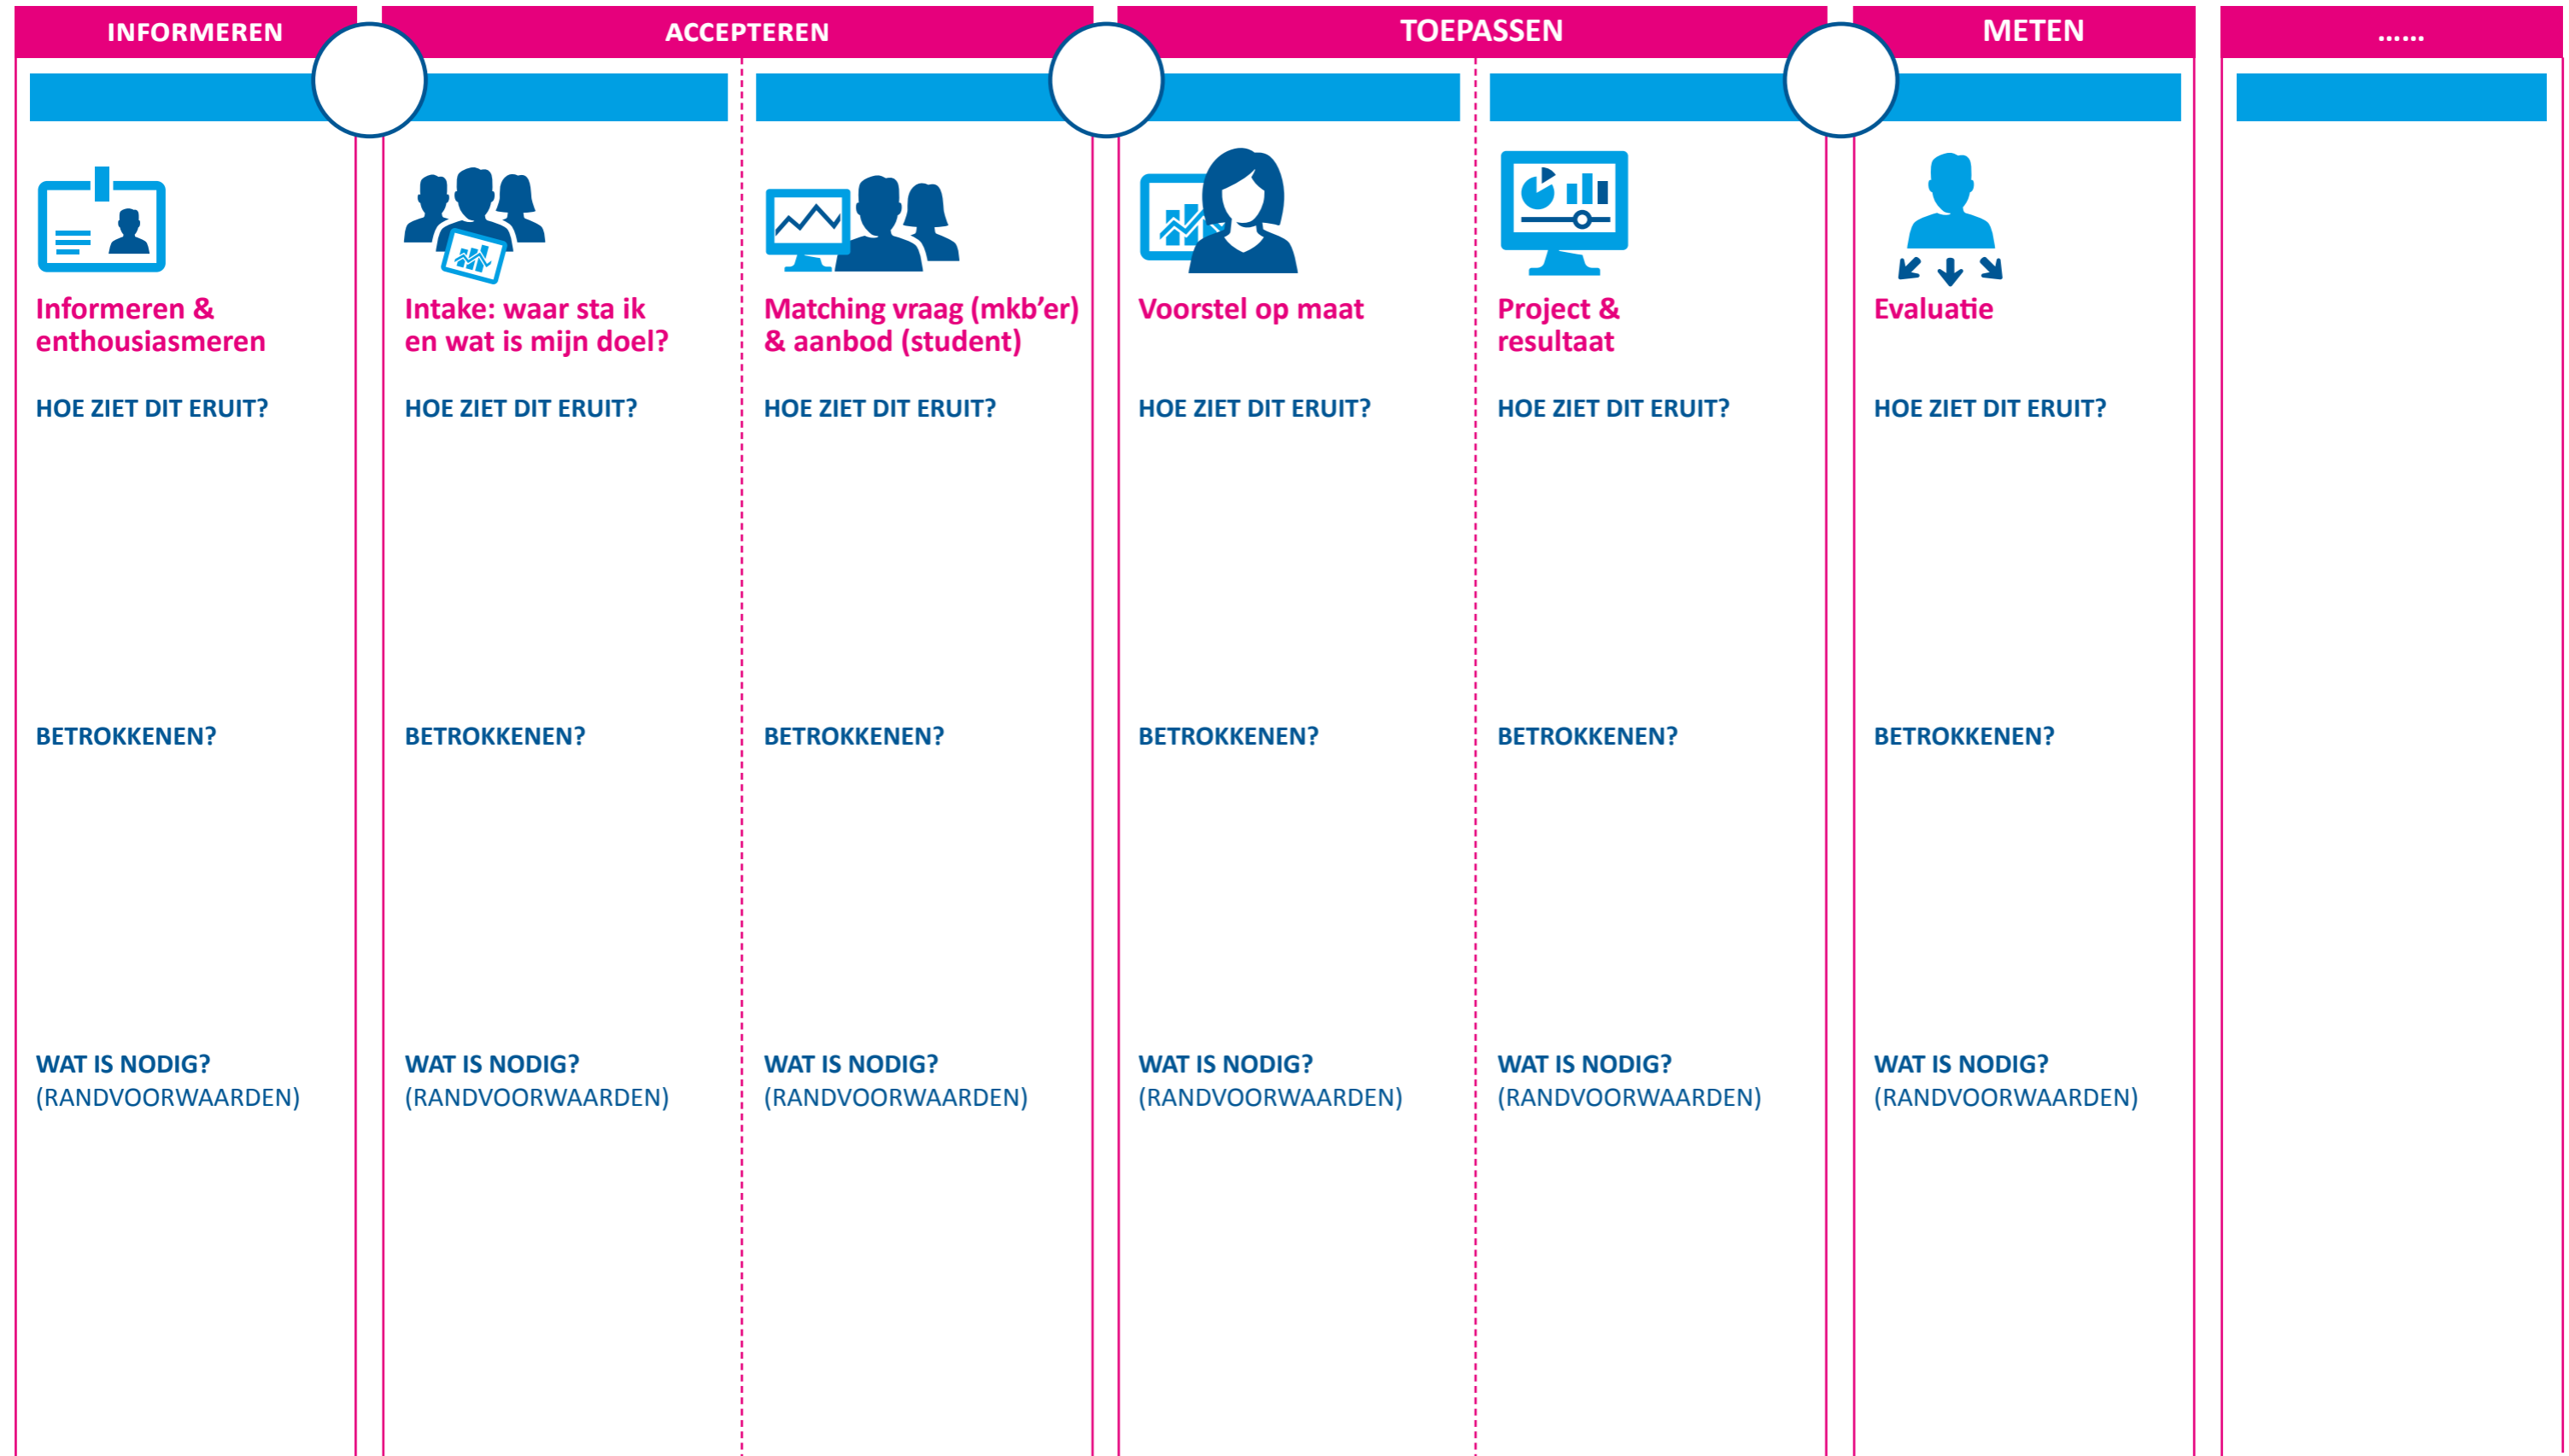 INFORMEREN
ACCEPTEREN
TOEPASSEN
METEN
......
Informeren &
enthousiasmeren
HOE ZIET DIT ERUIT?
BETROKKENEN?
WAT IS NODIG?
(RANDVOORWAARDEN)
Intake: waar sta ik
en wat is mijn doel?
HOE ZIET DIT ERUIT?
BETROKKENEN?
WAT IS NODIG?
(RANDVOORWAARDEN)
Matching vraag (mkb’er)
& aanbod (student)
HOE ZIET DIT ERUIT?
BETROKKENEN?
WAT IS NODIG?
(RANDVOORWAARDEN)
Voorstel op maat
HOE ZIET DIT ERUIT?
BETROKKENEN?
WAT IS NODIG?
(RANDVOORWAARDEN)
Project &
resultaat
HOE ZIET DIT ERUIT?
BETROKKENEN?
WAT IS NODIG?
(RANDVOORWAARDEN)
Evaluatie
HOE ZIET DIT ERUIT?
BETROKKENEN?
WAT IS NODIG?
(RANDVOORWAARDEN)